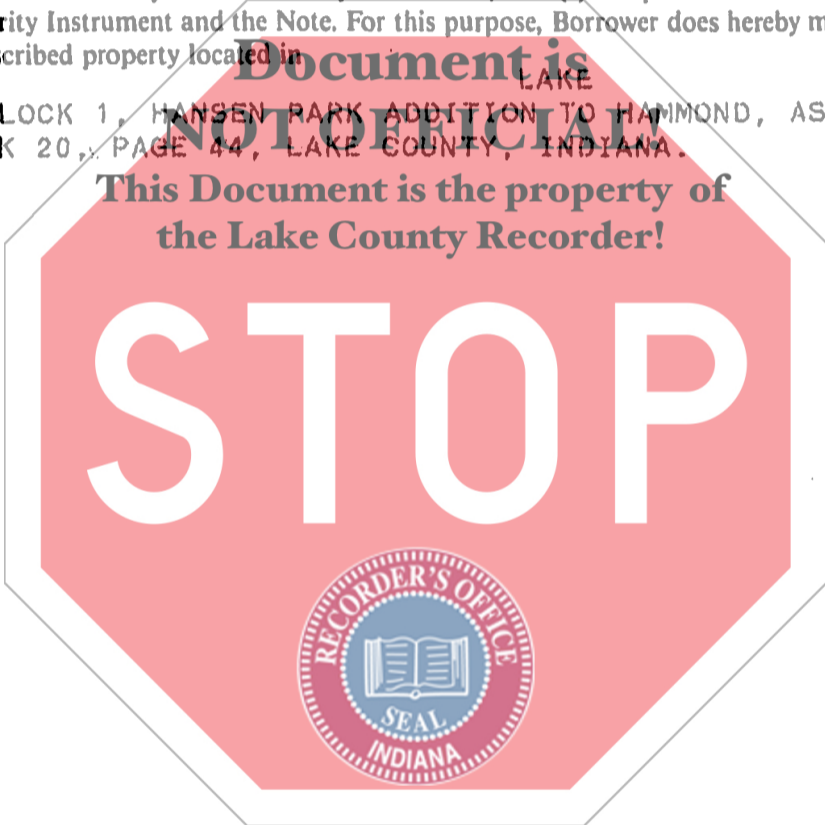 rity Instrument and the Note. For this purpose, Borrower does hereby m
cribed property located in
Document is
LAKE
LOCK 1, HANSEN PARK ADDITION TO HAMMOND, AS
NOT OFFICIAL!
K 20, PAGE 44, LAKE COUNTY, INDIANA.
This Document is the property of
the Lake County Recorder!
STOP
RECORDER'S OFFICE
SEAL
INDIANA